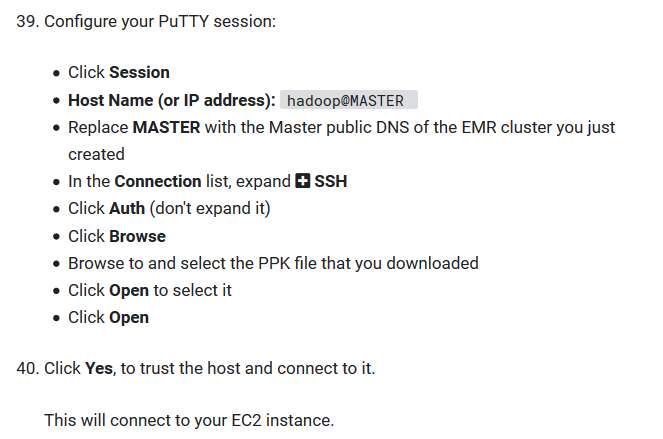 39. Configure your PuTTY session:
• Click Session
• Host Name (or IP address): hadoop@MASTER
• Replace MASTER with the Master public DNS of the EMR cluster you just
created
• In the Connection list, expand SSH
• Click Auth (don't expand it)
• Click Browse
• Browse to and select the PPK file that you downloaded
• Click Open to select it
• Click Open
40. Click Yes, to trust the host and connect to it.
This will connect to your EC2 instance.